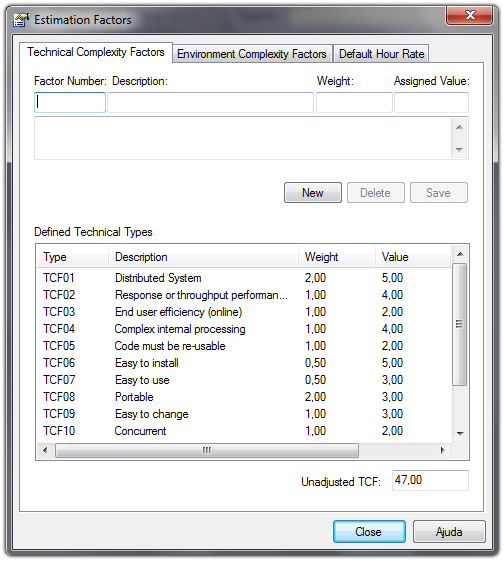 Estimation Factors
Technical Complexity Factors Environment Complexity Factors Default Hour Rate
Factor Number: Description: Weight: Assigned Value:
New Delete Save
Defined Technical Types
Type Description Weight Value
TCF01 Distributed System 2,00 5,00
TCF02 Response or throughput performan... 1,00 4,00
TCF03 End user efficiency (online) 1,00 2,00
TCF04 Complex internal processing 1,00 4,00
TCF05 Code must be re-usable 1,00 2,00
TCF06 Easy to install 0,50 5,00
TCF07 Easy to use 0,50 3,00
TCF08 Portable 2,00 3,00
TCF09 Easy to change 1,00 3,00
TCF10 Concurrent 1,00 2,00
Unadjusted TCF: 47,00
Close Ajuda